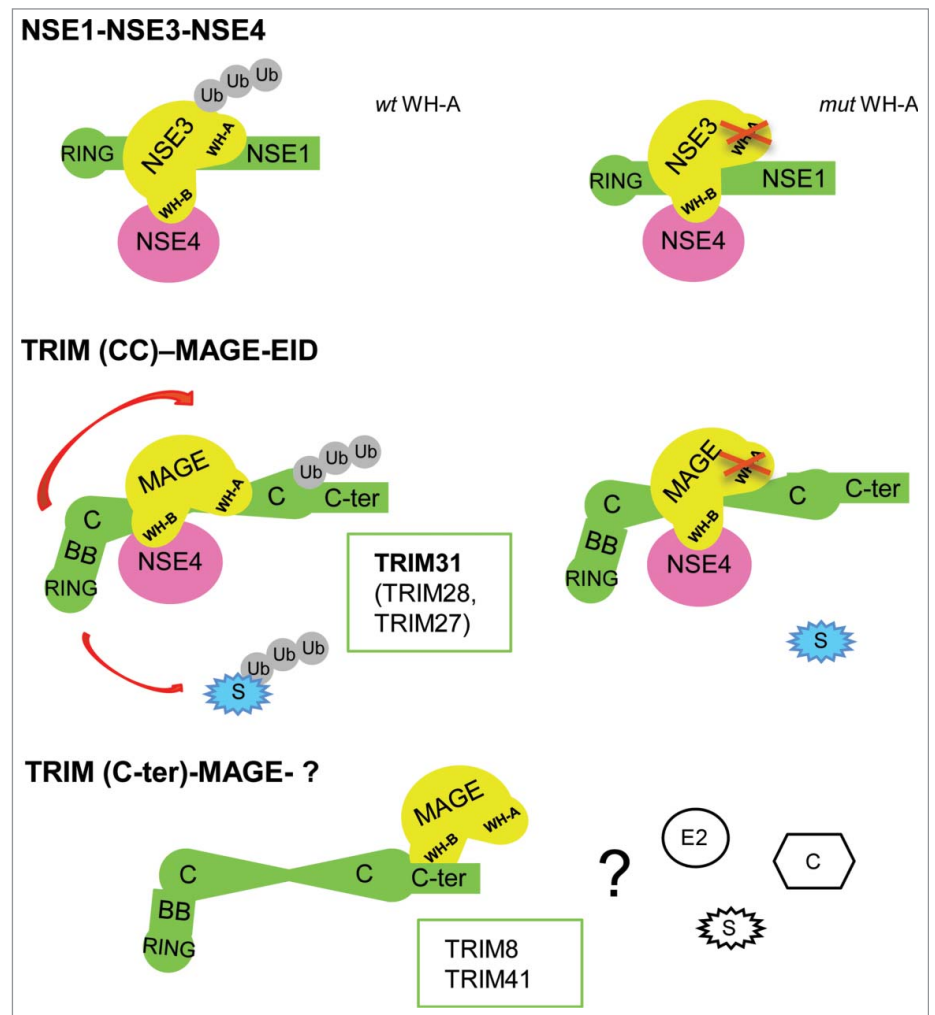 NSE1-NSE3-NSE4
Ub Ub Ub
wt WH-A
RING NSE3 WH-A NSE1
WH-B
NSE4
mut WH-A
RING NSE3 WH-A NSE1
WH-B
NSE4
TRIM (CC)–MAGE-EID
MAGE
WH-A
WH-B
Ub Ub Ub
C
C
C-ter
BB
RING
NSE4
TRIM31
(TRIM28,
TRIM27)
Ub Ub Ub
S
MAGE
WH-A
WH-B
C
C
C-ter
BB
RING
NSE4
S
TRIM (C-ter)-MAGE- ?
MAGE
WH-A
WH-B
C
C
C-ter
BB
RING
?
E2
C
S
TRIM8
TRIM41